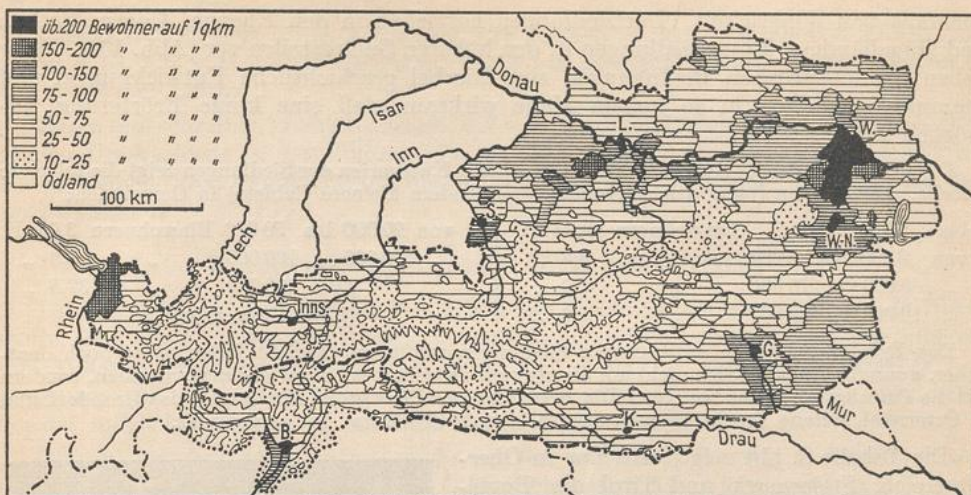 üb.200 Bewohner auf 1qkm
150-200 " " " "
100-150 " " " "
75-100 " " " "
50-75 " " " "
25-50 " " " "
10-25 " " " "
Ödland
100 km
Donau
Isar
Inn
Lech
Rhein
L.
W.
S.
W-N.
Inns.
G.
B.
K.
Mur
Drau